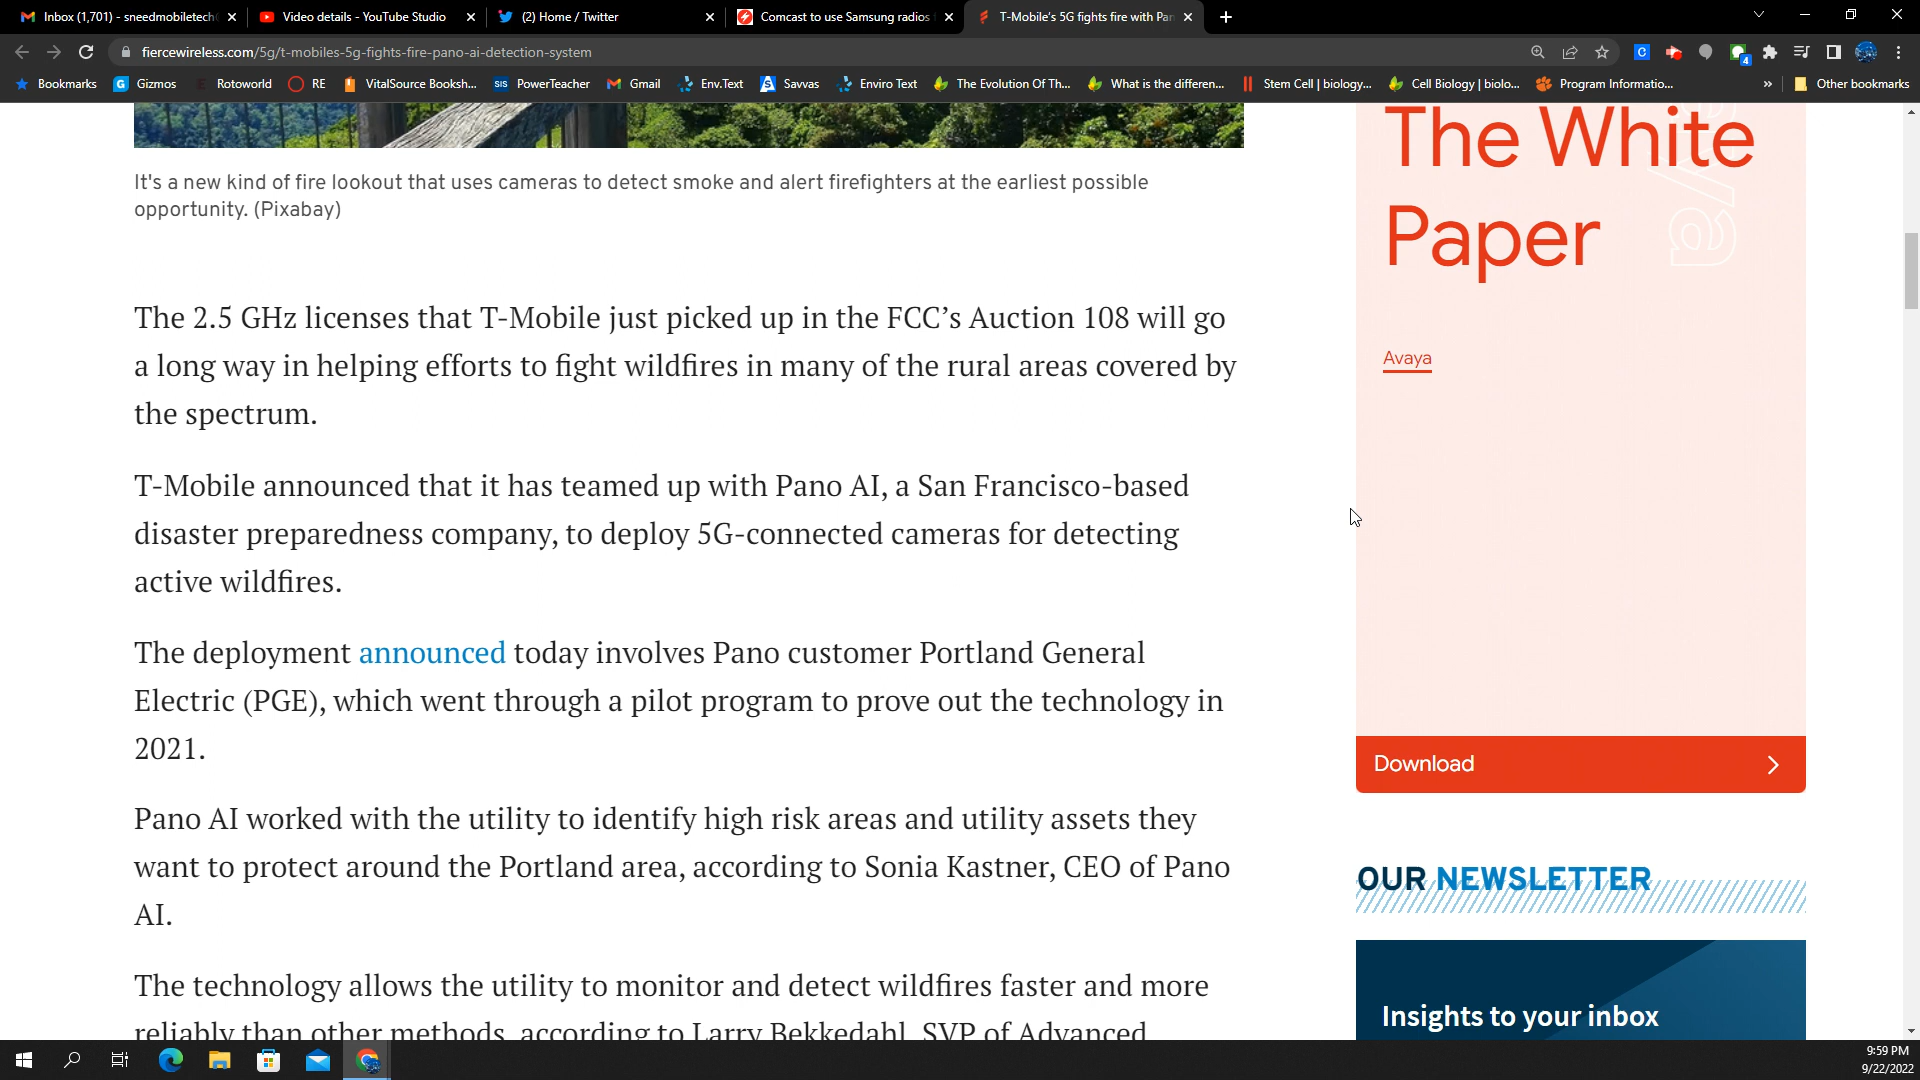 Inbox (1,701) - sneedmobiletech
Video details - YouTube Studio
(2) Home / Twitter
Comcast to use Samsung radios
T-Mobile's 5G fights fire with Pan
fiercewireless.com/5g/t-mobiles-5g-fights-fire-pano-ai-detection-system
Bookmarks
Gizmos
Rotoworld
RE
VitalSource Booksh...
SIS PowerTeacher
Gmail
Env.Text
Savvas
Enviro Text
The Evolution Of Th...
What is the differen...
Stem Cell | biology...
Cell Biology | biolo...
Program Informatio...
»
Other bookmarks
It's a new kind of fire lookout that uses cameras to detect smoke and alert firefighters at the earliest possible
opportunity. (Pixabay)
The 2.5 GHz licenses that T-Mobile just picked up in the FCC’s Auction 108 will go
a long way in helping efforts to fight wildfires in many of the rural areas covered by
the spectrum.
T-Mobile announced that it has teamed up with Pano AI, a San Francisco-based
disaster preparedness company, to deploy 5G-connected cameras for detecting
active wildfires.
The deployment announced today involves Pano customer Portland General
Electric (PGE), which went through a pilot program to prove out the technology in
2021.
Pano AI worked with the utility to identify high risk areas and utility assets they
want to protect around the Portland area, according to Sonia Kastner, CEO of Pano
AI.
The technology allows the utility to monitor and detect wildfires faster and more
reliably than other methods, according to Larry Bekkedahl, SVP of Advanced
The White
Paper
Avaya
Download
OUR NEWSLETTER
Insights to your inbox
9:59 PM
9/22/2022